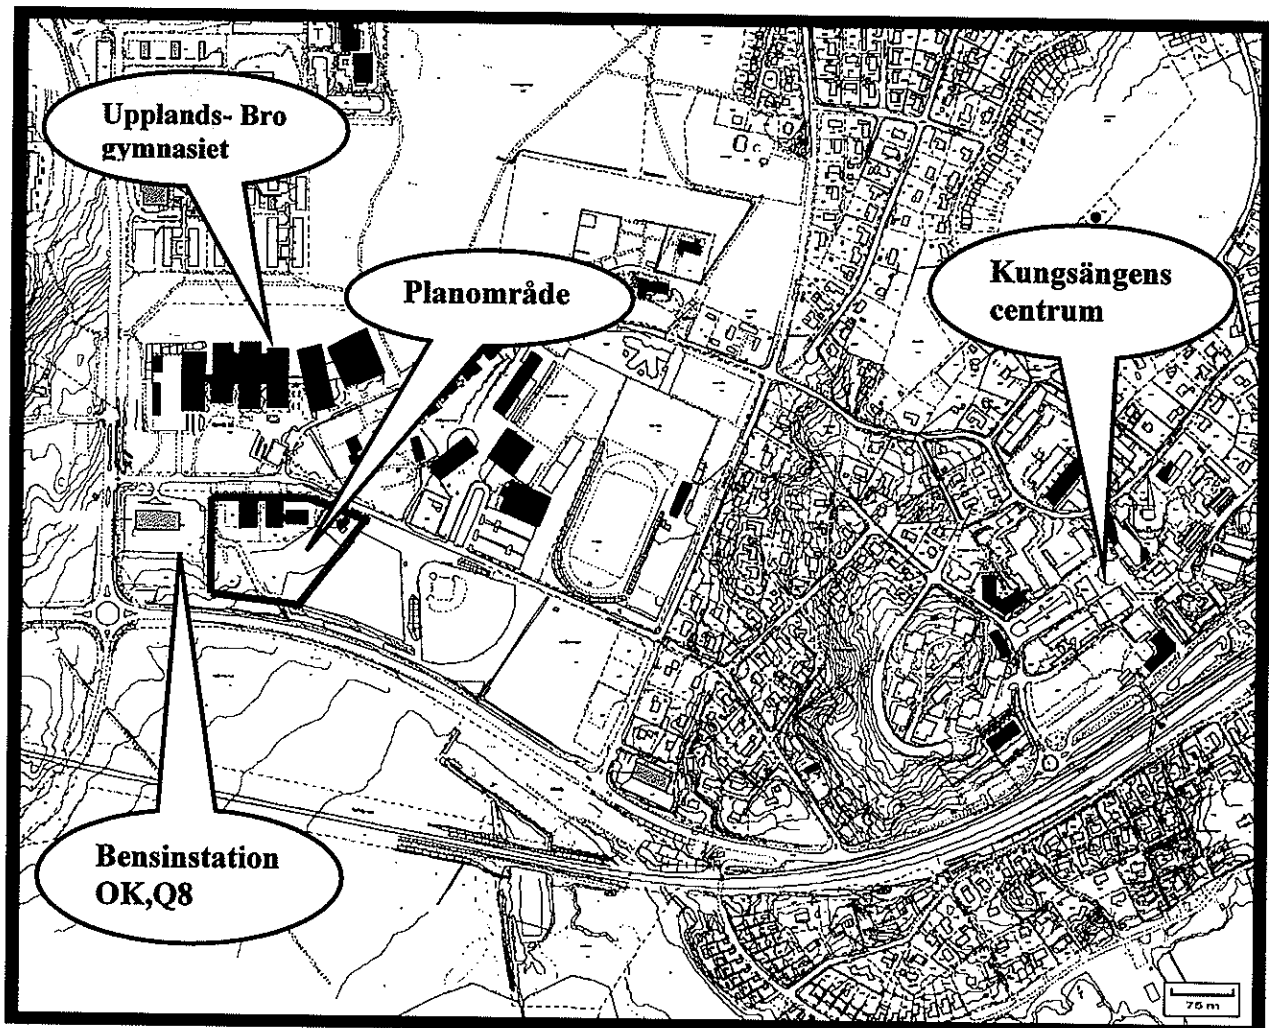 Upplands- Bro
gymnasiet
Planområde
Kungsängens
centrum
Bensinstation
OK,Q8
75 m